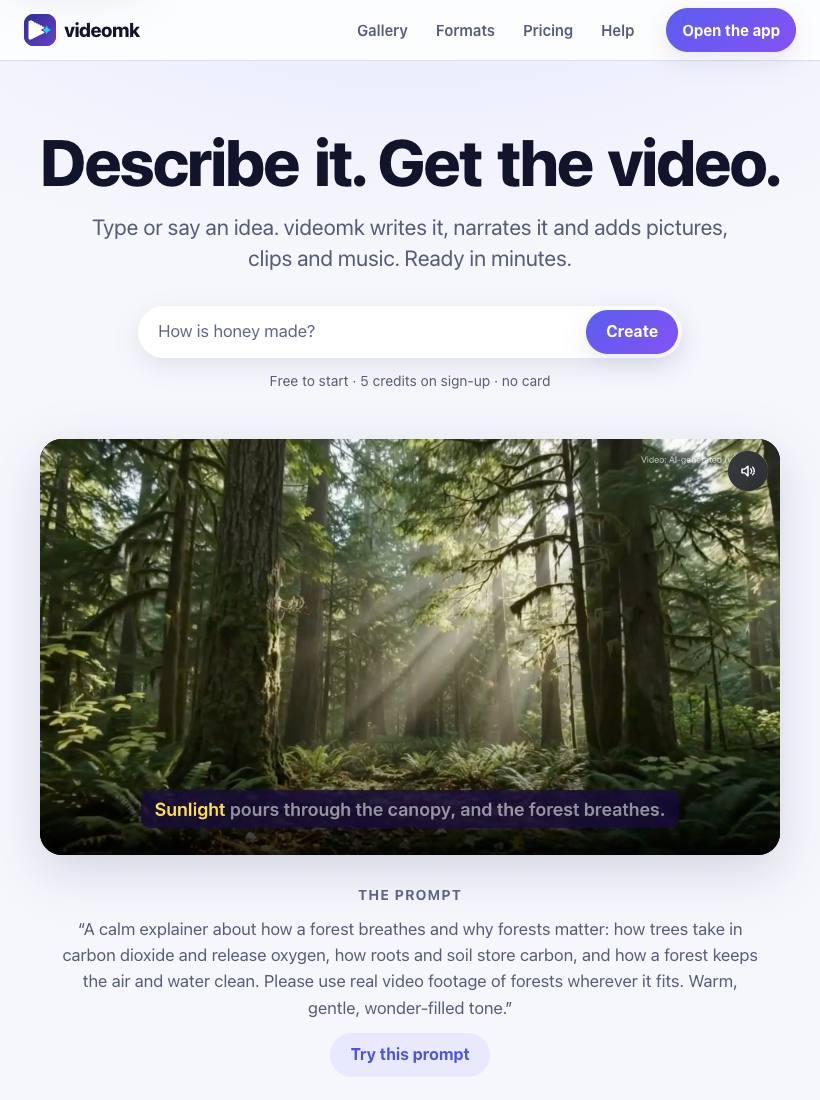 videomk
Gallery
Formats
Pricing
Help
Open the app
Describe it. Get the video.
Type or say an idea. videomk writes it, narrates it and adds pictures,
clips and music. Ready in minutes.
How is honey made?
Create
Free to start · 5 credits on sign-up · no card
Video: AI-generated
Sunlight pours through the canopy, and the forest breathes.
THE PROMPT
“A calm explainer about how a forest breathes and why forests matter: how trees take in
carbon dioxide and release oxygen, how roots and soil store carbon, and how a forest keeps
the air and water clean. Please use real video footage of forests wherever it fits. Warm,
gentle, wonder-filled tone.”
Try this prompt